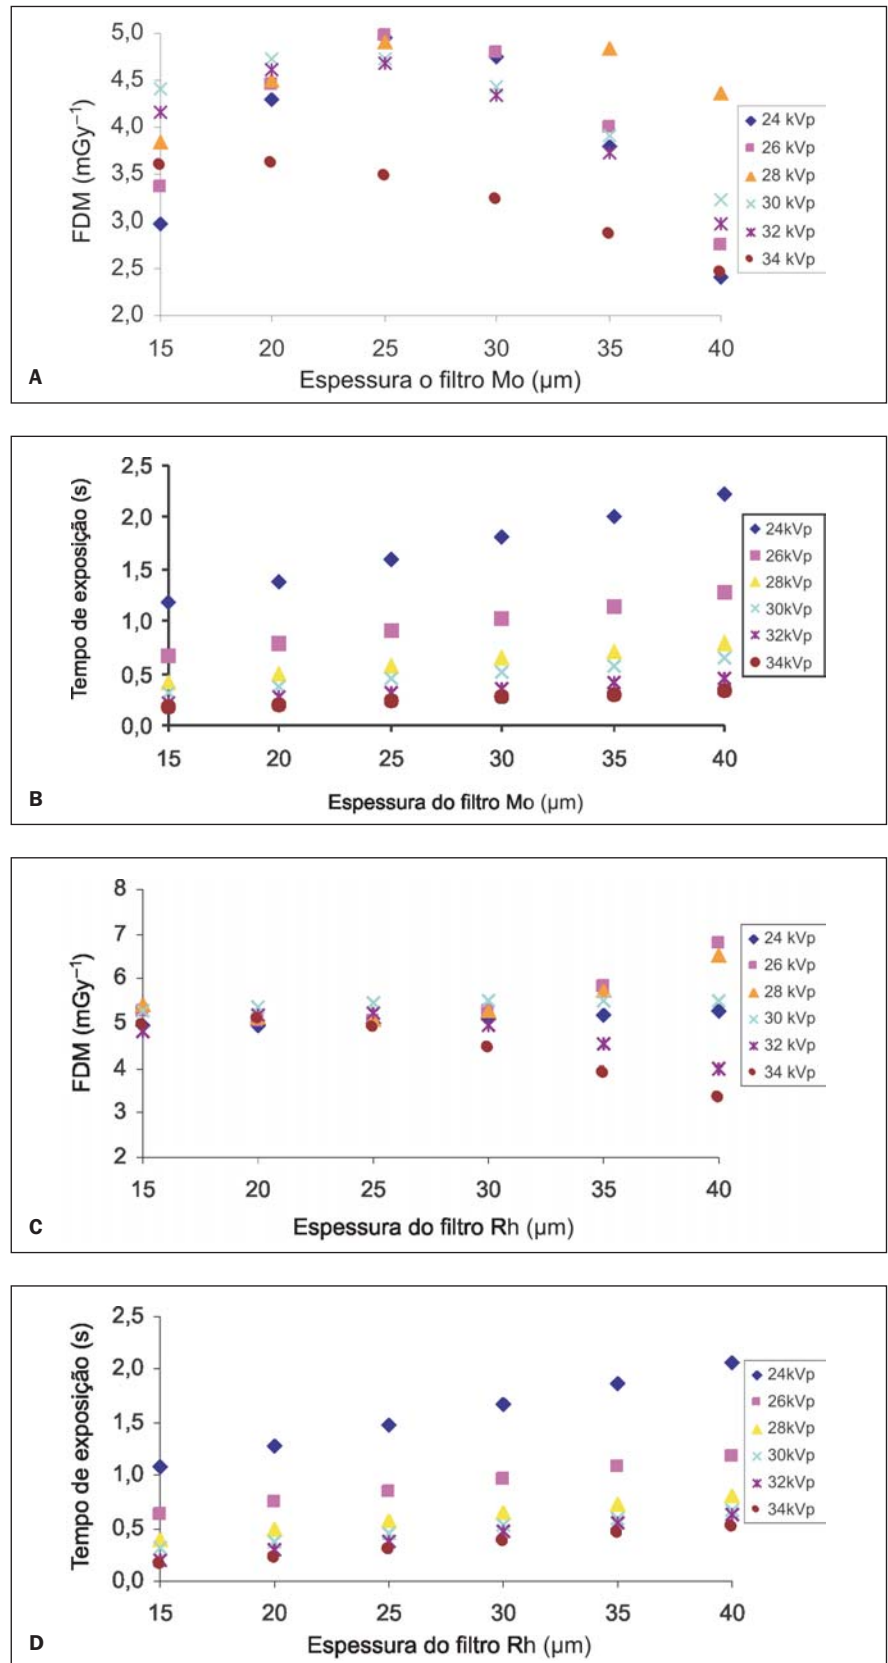 5,0
4,5
4,0
3,5
3,0
2,5
2,0
FDM (mGy⁻¹)
15 20 25 30 35 40
Espessura o filtro Mo (µm)
24 kVp
26 kVp
28 kVp
30 kVp
32 kVp
34 kVp
A
2,5
2,0
1,5
1,0
0,5
0,0
Tempo de exposição (s)
15 20 25 30 35 40
Espessura do filtro Mo (µm)
24kVp
26kVp
28kVp
30kVp
32kVp
34kVp
B
8
7
6
5
4
3
2
FDM (mGy⁻¹)
15 20 25 30 35 40
Espessura do filtro Rh (µm)
24 kVp
26 kVp
28 kVp
30 kVp
32 kVp
34 kVp
C
2,5
2,0
1,5
1,0
0,5
0,0
Tempo de exposição (s)
15 20 25 30 35 40
Espessura do filtro Rh (µm)
24kVp
26kVp
28kVp
30kVp
32kVp
34kVp
D